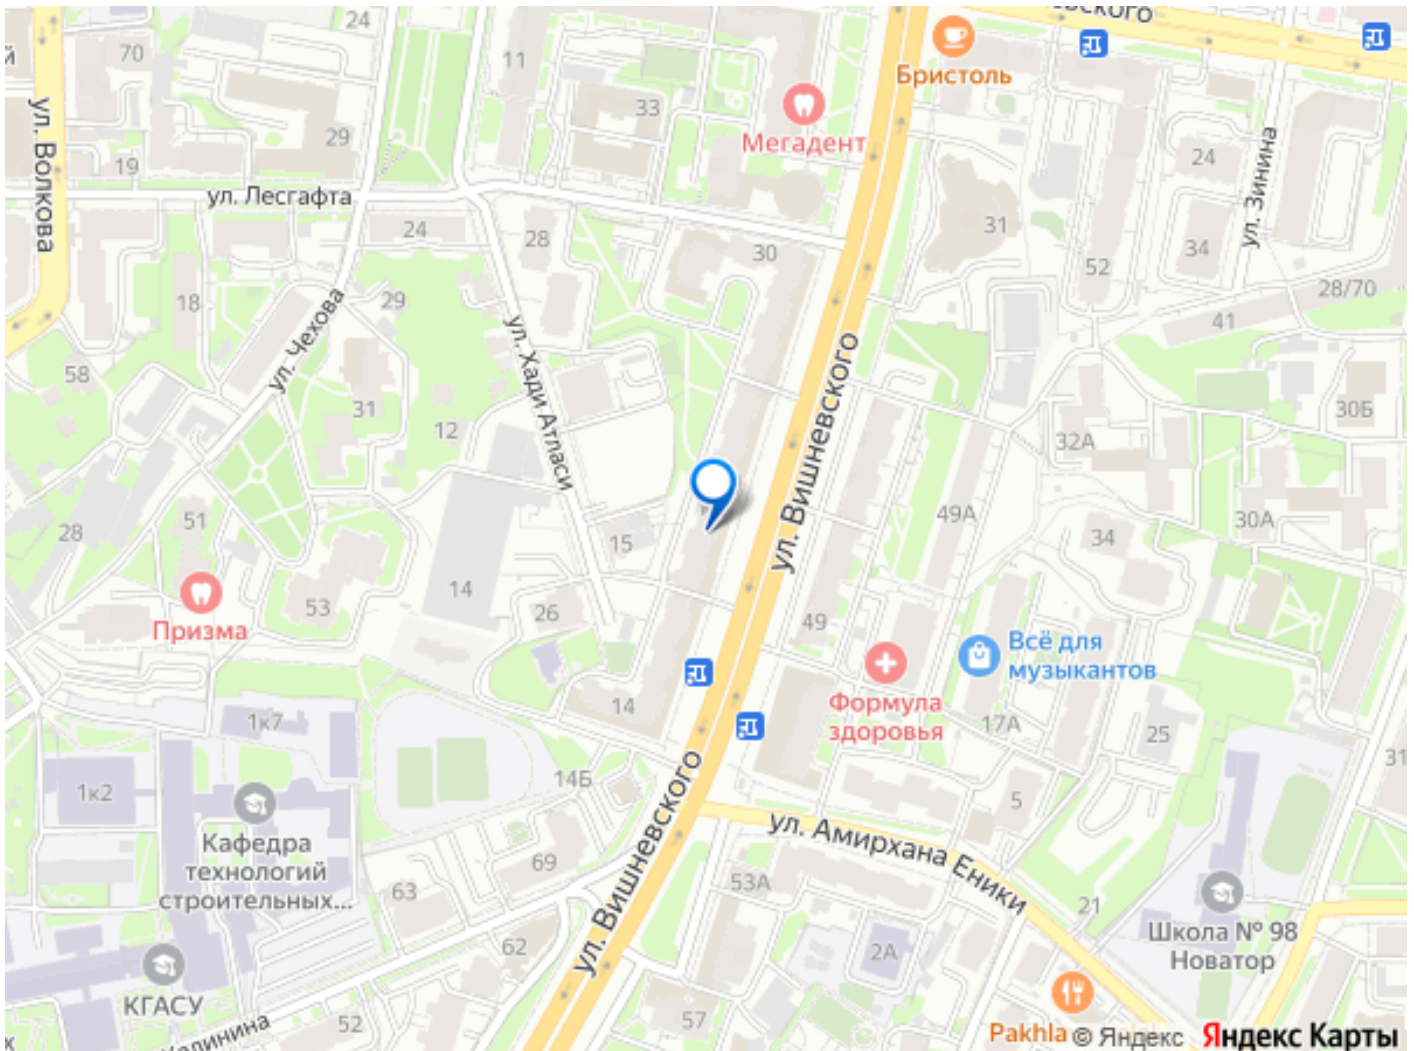 24
70
11
Бристоль
33
Мегадент
29
19
ул. Волкова
ул. Лесгафта
24
28
30
31
24
ул. Зинина
34
52
28/70
41
18
29
ул. Чехова
ул. Хади Атласи
58
31
12
ул. Вишневского
30Б
32А
28
51
15
49А
34
30А
14
53
26
49
Призма
Всё для
музыкантов
Формула
здоровья
14
17А
25
1к7
31
1к2
14Б
5
ул. Вишневского
ул. Амирхана Еники
Кафедра
технологий
строительных...
63
69
53А
21
Школа № 98
Новатор
62
2А
КГАСУ
52
57
Pakhla
© Яндекс
Яндекс Карты